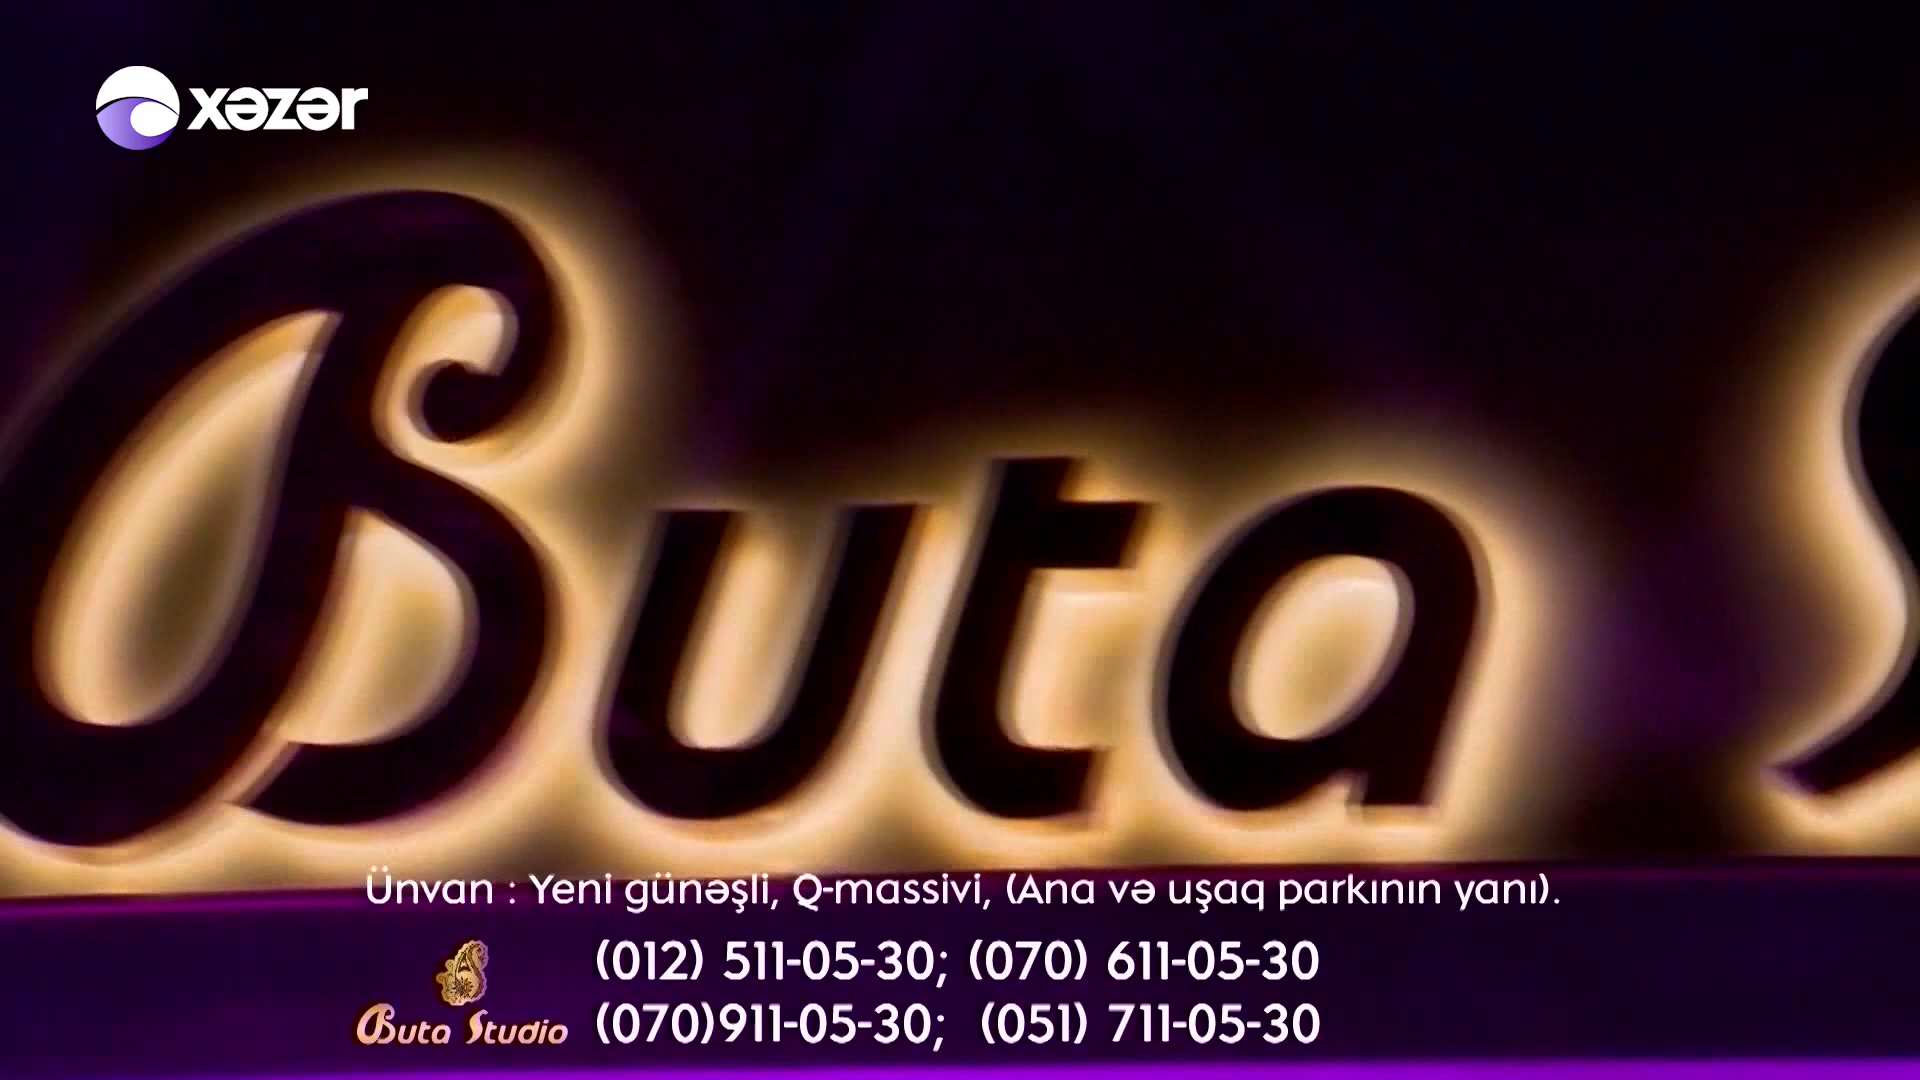 xəzər
Buta
Ünvan : Yeni günəşli, Q-massivi, (Ana və uşaq parkının yanı).
(012) 511-05-30; (070) 611-05-30
Buta Studio (070)911-05-30; (051) 711-05-30